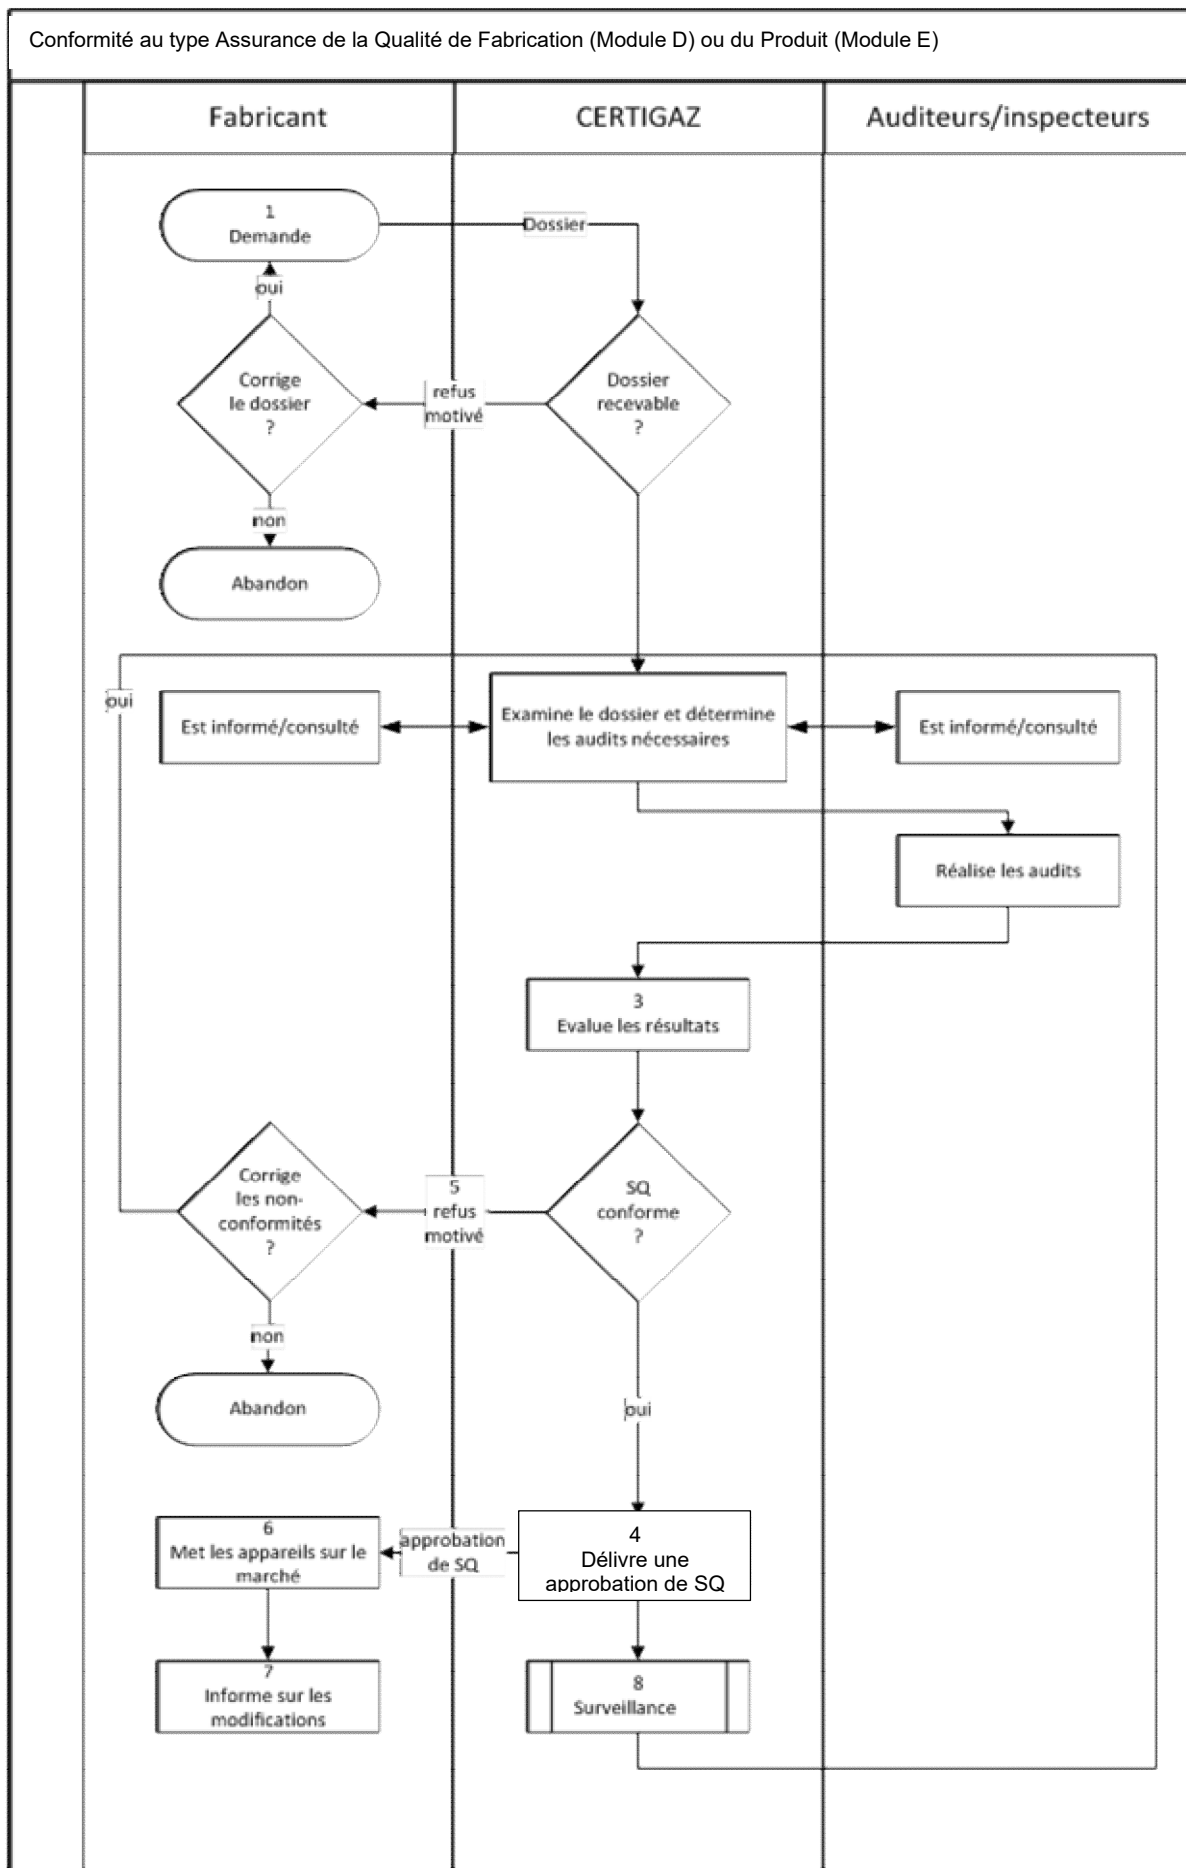 Conformité au type Assurance de la Qualité de Fabrication (Module D) ou du Produit (Module E)
Fabricant
CERTIGAZ
Auditeurs/inspecteurs
1
Demande
Dossier
oui
Corrige
le dossier
?
refus
motivé
Dossier
recevable
?
non
Abandon
oui
Est informé/consulté
Examine le dossier et détermine
les audits nécessaires
Est informé/consulté
Réalise les audits
3
Evalue les résultats
Corrige
les non-
conformités
?
5
refus
motivé
SQ
conforme
?
non
Abandon
oui
6
Met les appareils sur le
marché
approbation
de SQ
4
Délivre une
approbation de SQ
7
Informe sur les
modifications
8
Surveillance